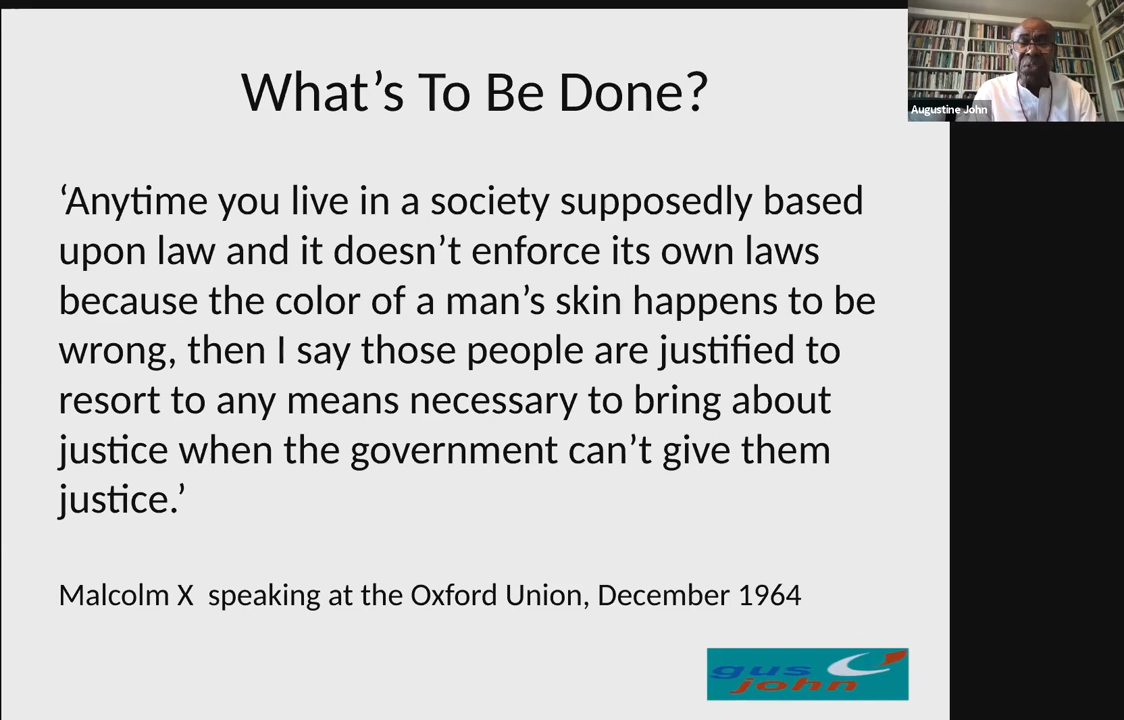 What’s To Be Done?
Augustine John
‘Anytime you live in a society supposedly based
upon law and it doesn’t enforce its own laws
because the color of a man’s skin happens to be
wrong, then I say those people are justified to
resort to any means necessary to bring about
justice when the government can’t give them
justice.’
Malcolm X  speaking at the Oxford Union, December 1964
gus
john